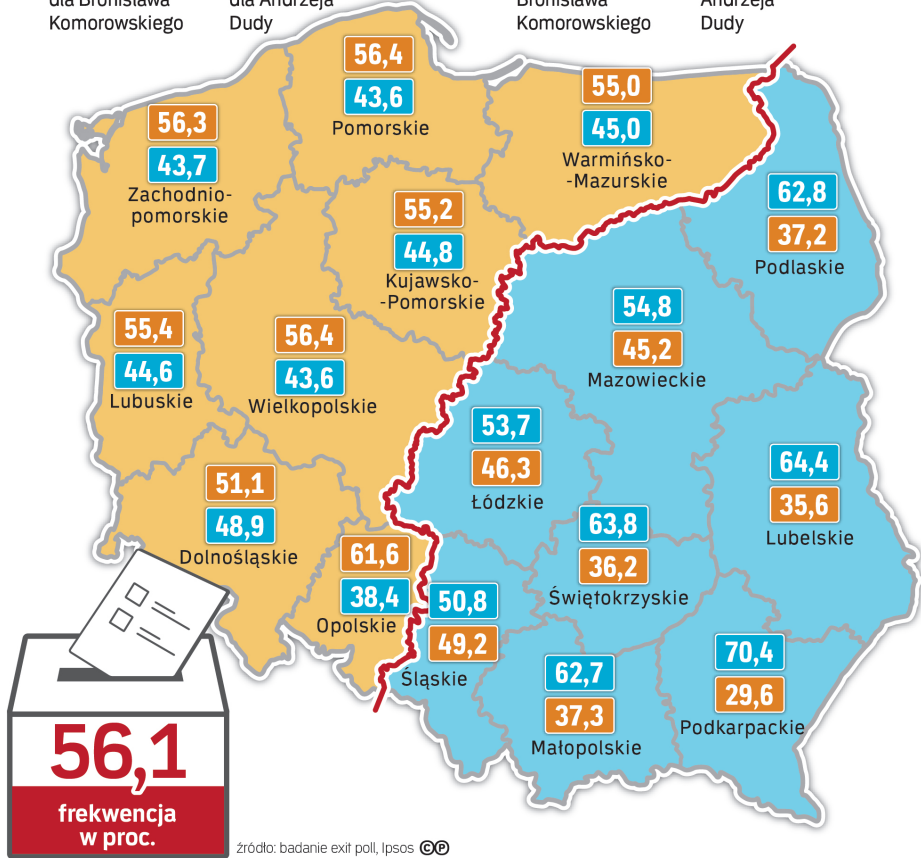 dla Bronisława
Komorowskiego
dla Andrzeja
Dudy
Bronisława
Komorowskiego
Andrzeja
Dudy
56,4
43,6
Pomorskie
55,0
45,0
Warmińsko-
-Mazurskie
56,3
43,7
Zachodnio-
pomorskie
62,8
37,2
Podlaskie
55,2
44,8
Kujawsko-
-Pomorskie
54,8
45,2
Mazowieckie
55,4
44,6
Lubuskie
56,4
43,6
Wielkopolskie
53,7
46,3
Łódzkie
64,4
35,6
Lubelskie
51,1
48,9
Dolnośląskie
63,8
36,2
Świętokrzyskie
61,6
38,4
Opolskie
50,8
49,2
Śląskie
62,7
37,3
Małopolskie
70,4
29,6
Podkarpackie
56,1
frekwencja
w proc.
źródło: badanie exit poll, Ipsos ©℗